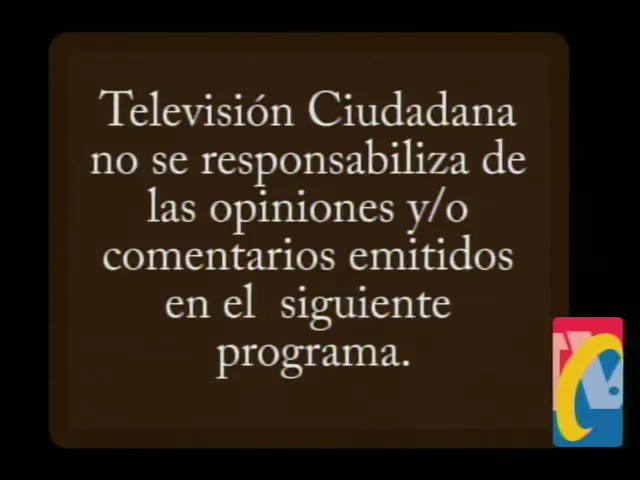 Televisión Ciudadana
no se responsabiliza de
las opiniones y/o
comentarios emitidos
en el siguiente
programa.